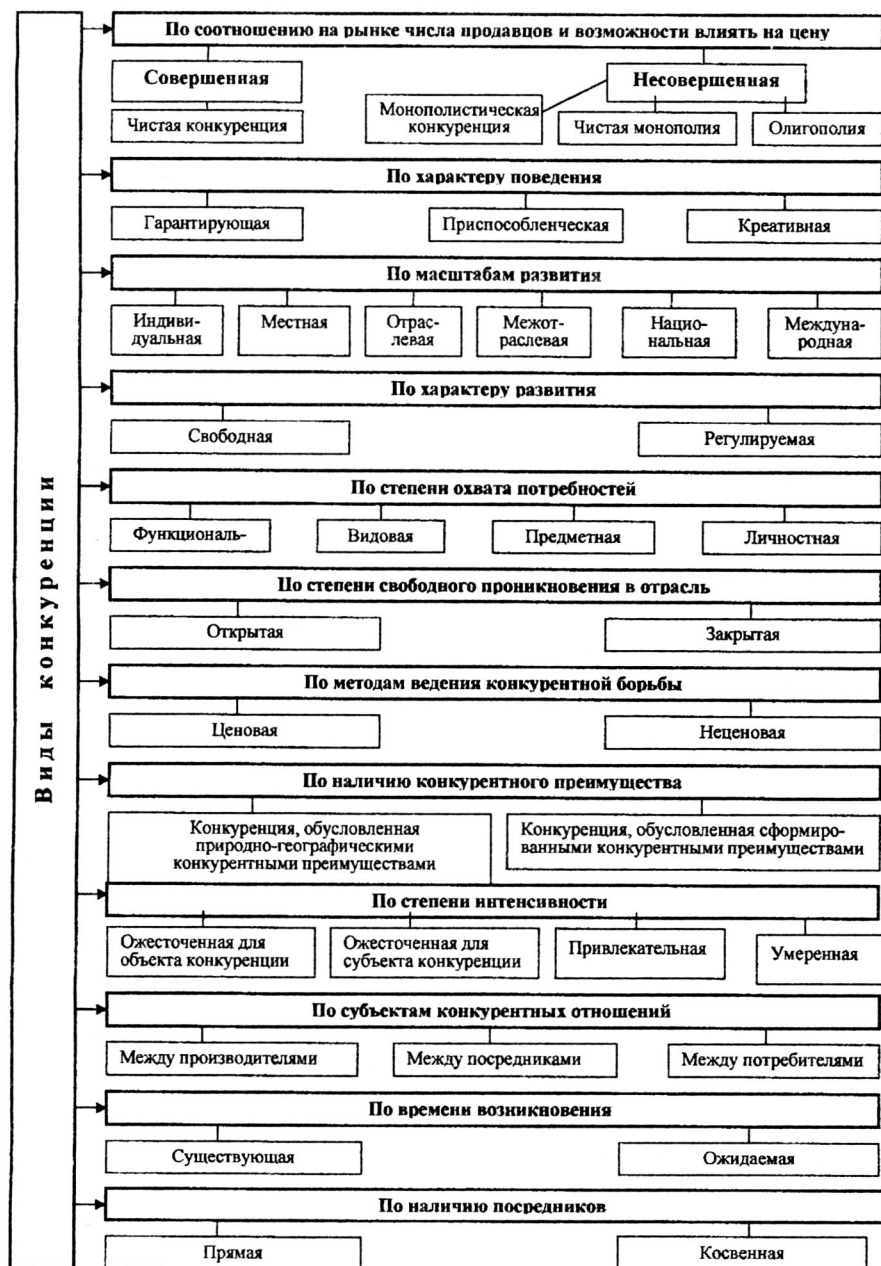 Виды конкуренции
По соотношению на рынке числа продавцов и возможности влиять на цену
Совершенная
Несовершенная
Чистая конкуренция
Монополистическая
конкуренция
Чистая монополия
Олигополия
По характеру поведения
Гарантирующая
Приспособленческая
Креативная
По масштабам развития
Индиви-
дуальная
Местная
Отрас-
левая
Межот-
раслевая
Нацио-
нальная
Междуна-
родная
По характеру развития
Свободная
Регулируемая
По степени охвата потребностей
Функциональ-
Видовая
Предметная
Личностная
По степени свободного проникновения в отрасль
Открытая
Закрытая
По методам ведения конкурентной борьбы
Ценовая
Неценовая
По наличию конкурентного преимущества
Конкуренция, обусловленная
природно-географическими
конкурентными преимуществами
Конкуренция, обусловленная сформиро-
ванными конкурентными преимуществами
По степени интенсивности
Ожесточенная для
объекта конкуренции
Ожесточенная для
субъекта конкуренции
Привлекательная
Умеренная
По субъектам конкурентных отношений
Между производителями
Между посредниками
Между потребителями
По времени возникновения
Существующая
Ожидаемая
По наличию посредников
Прямая
Косвенная